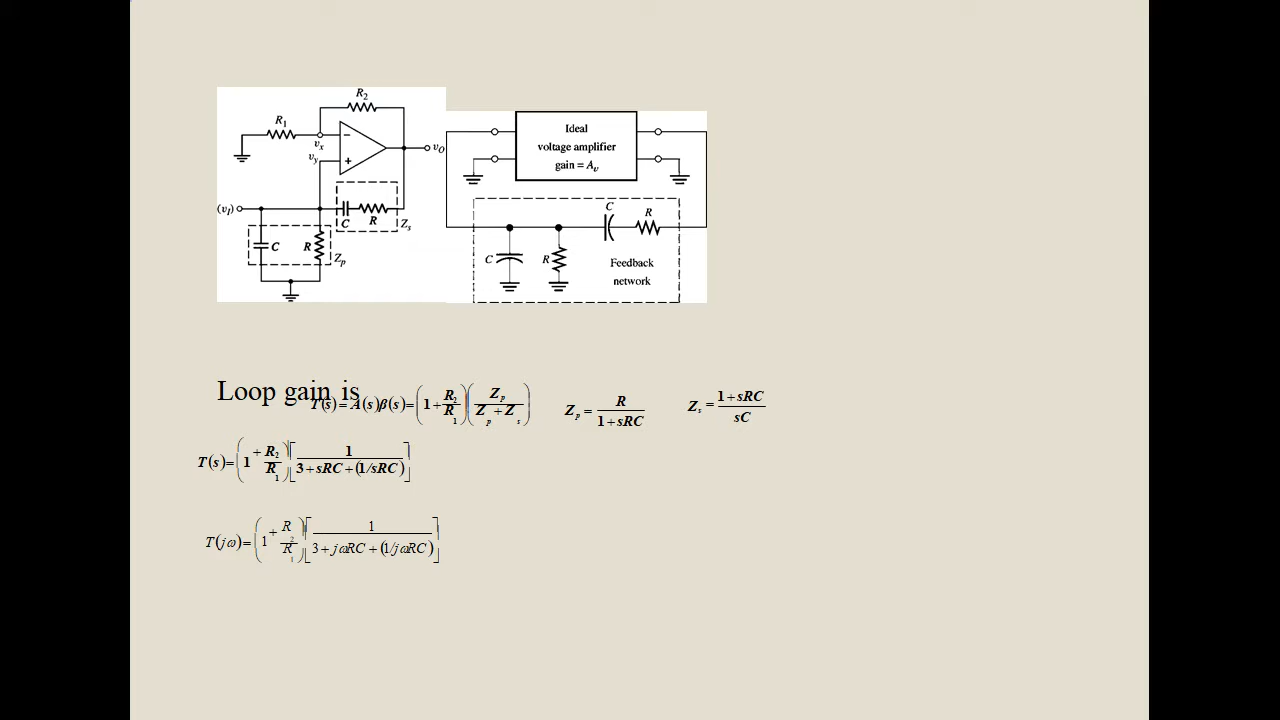 R2
R1
vx
vy
vO
(vI)
C R Zs
C R Zp
Ideal
voltage amplifier
gain = Av
C R
C R
Feedback
network
Loop gain is
T(s) = A(s)β(s) = (1 + R2/R1)(Zp/(Zp + Zs)) Zp = R/(1 + sRC) Zs = (1 + sRC)/sC
T(s) = (1 + R2/R1)[1/(3 + sRC + (1/sRC))]
T(jω) = (1 + R2/R1)[1/(3 + jωRC + (1/jωRC))]